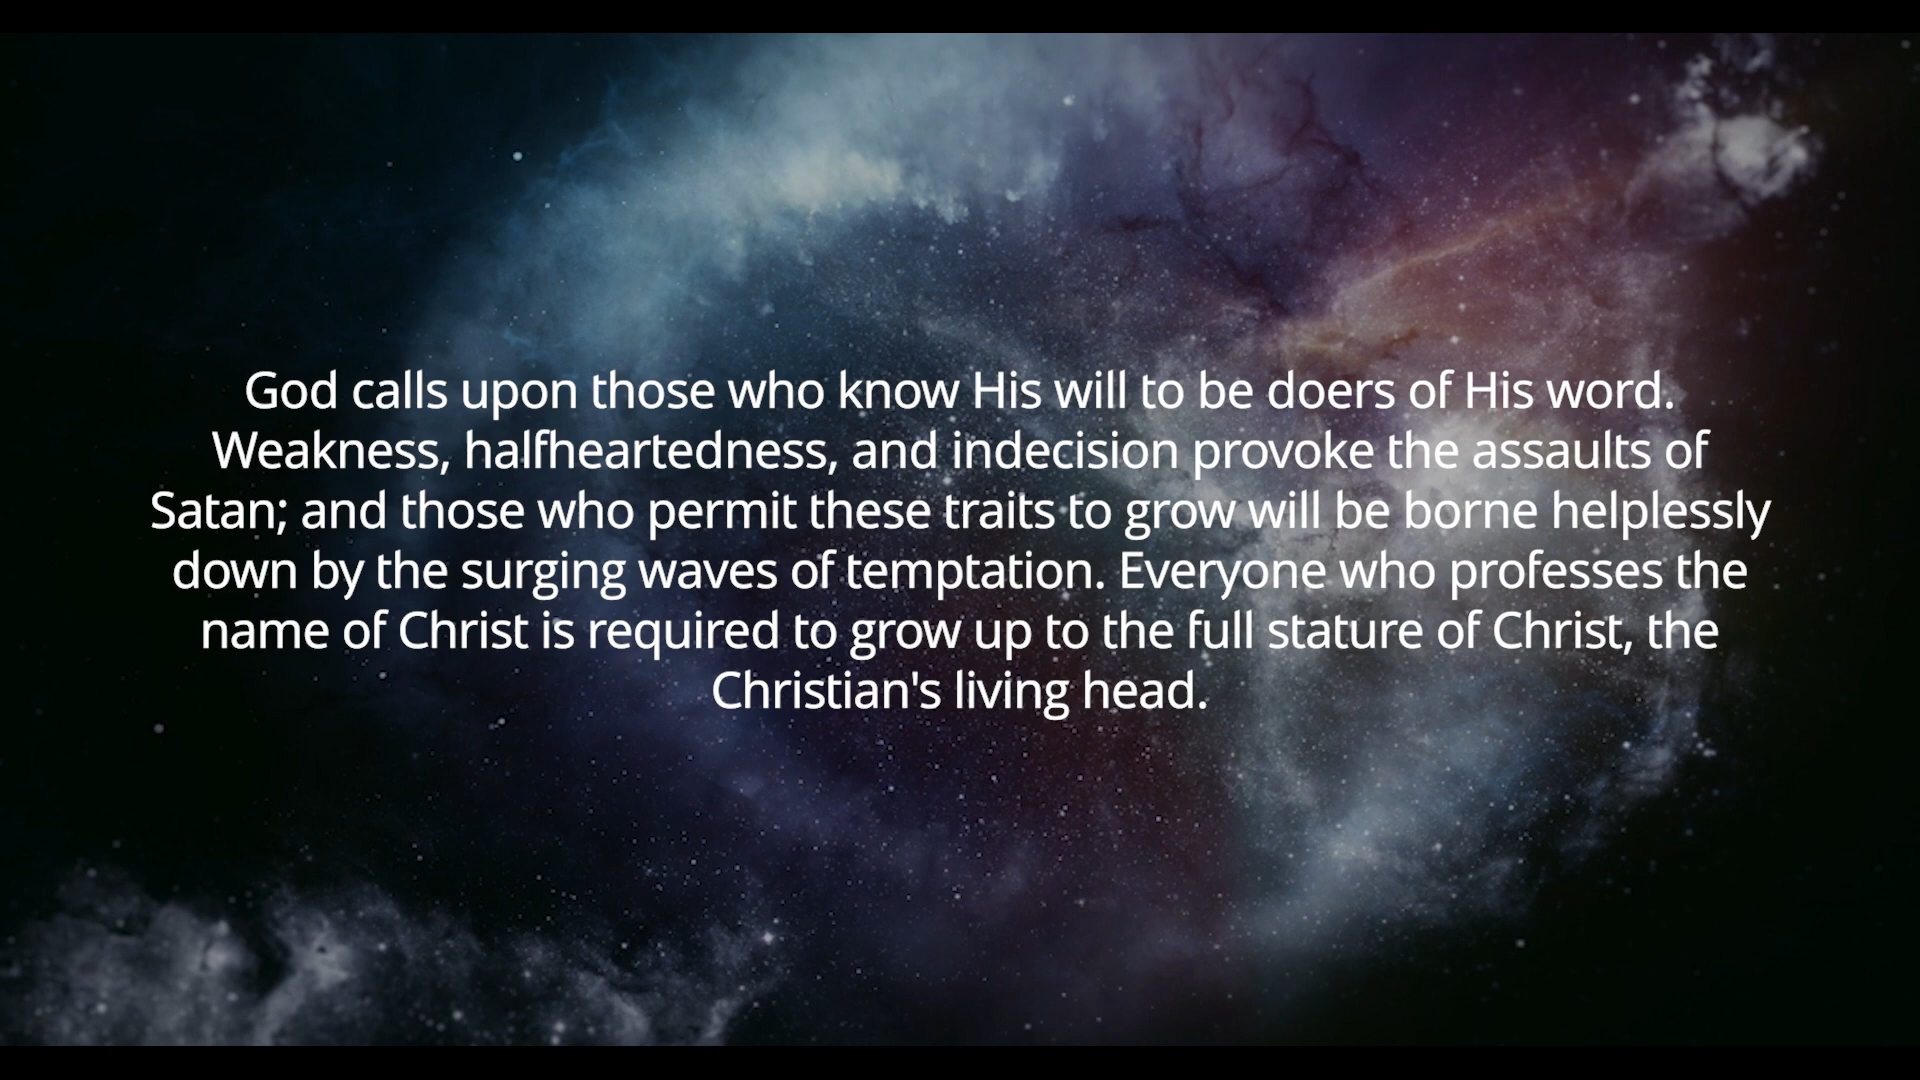 God calls upon those who know His will to be doers of His word.
Weakness, halfheartedness, and indecision provoke the assaults of
Satan; and those who permit these traits to grow will be borne helplessly
down by the surging waves of temptation. Everyone who professes the
name of Christ is required to grow up to the full stature of Christ, the
Christian's living head.